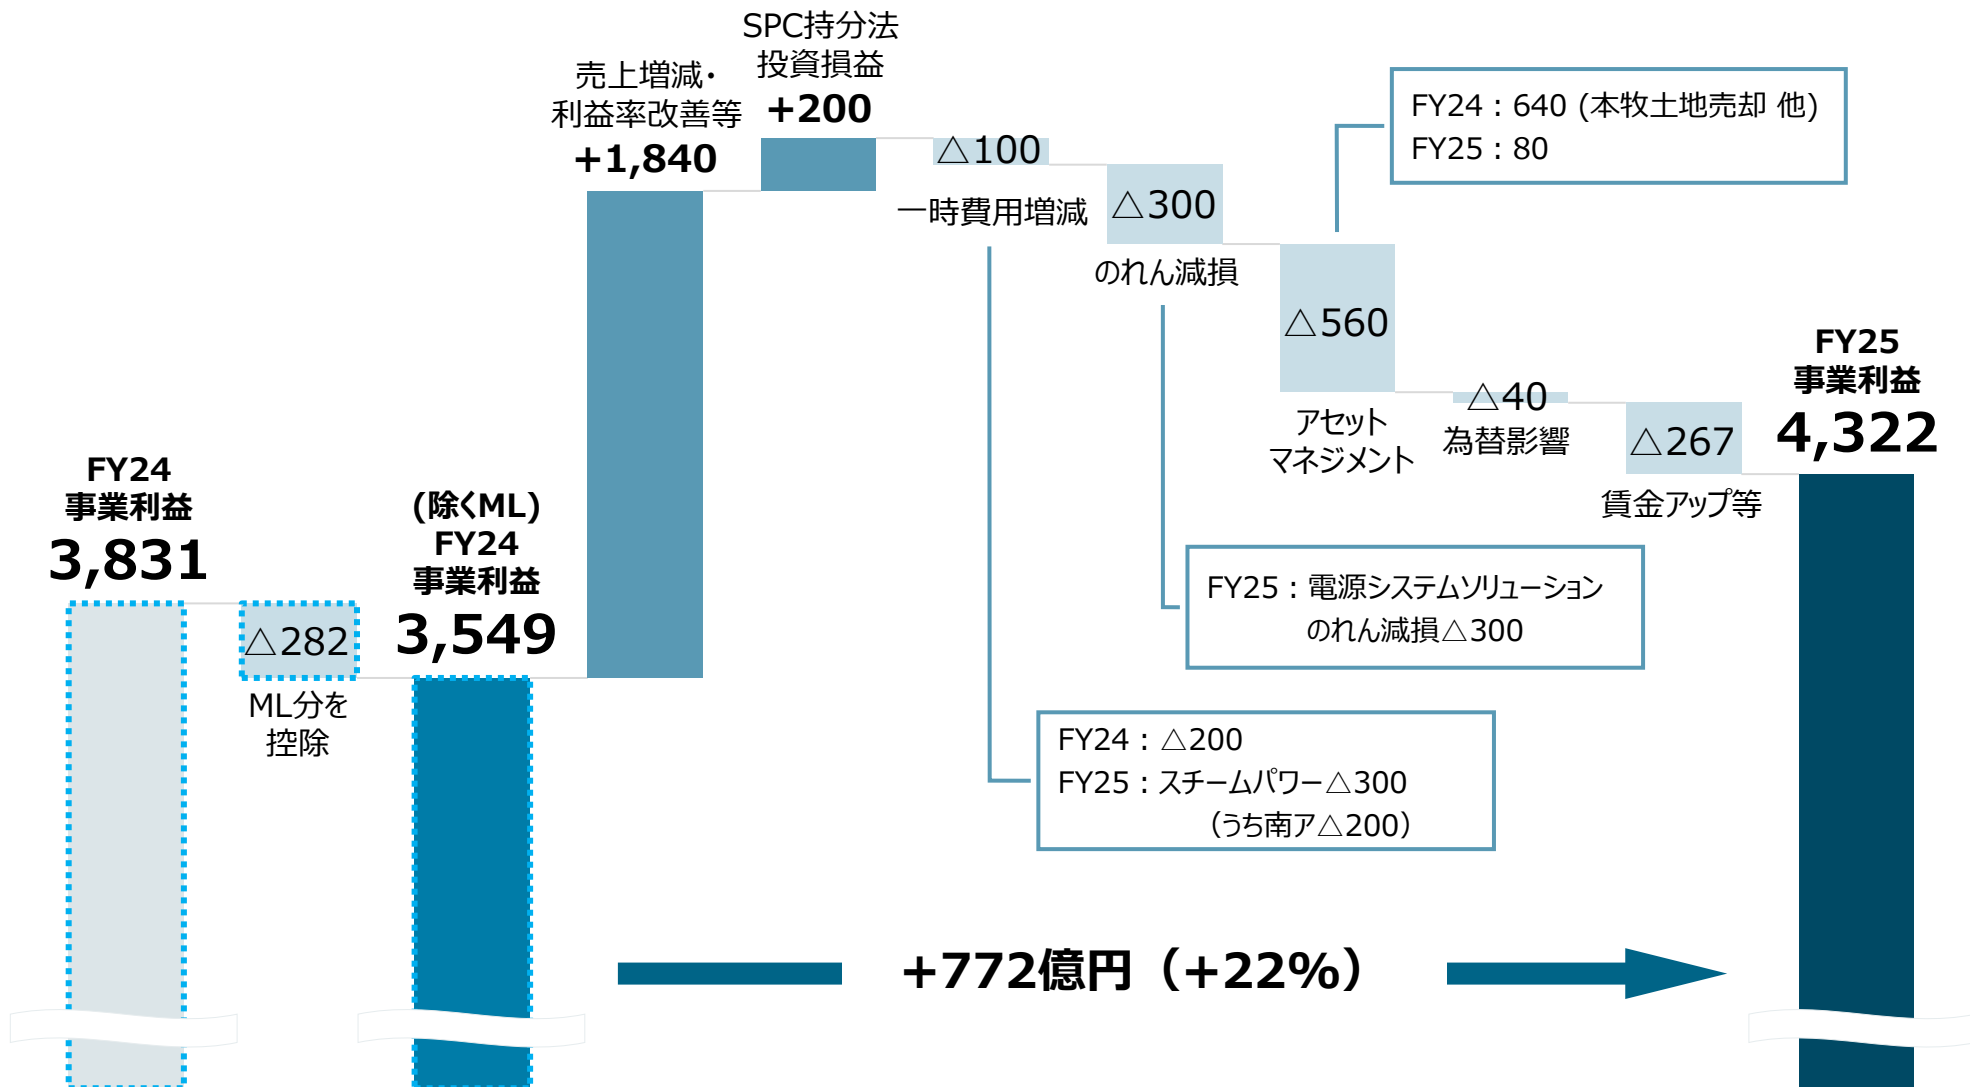 FY24
事業利益
3,831
△282
ML分を
控除
(除くML)
FY24
事業利益
3,549
売上増減・
利益率改善等
+1,840
SPC持分法
投資損益
+200
△100
一時費用増減
△300
のれん減損
△560
アセット
マネジメント
△40
為替影響
△267
賃金アップ等
FY25
事業利益
4,322
FY24：640 (本牧土地売却 他)
FY25：80
FY25：電源システムソリューション
のれん減損△300
FY24：△200
FY25：スチームパワー△300
（うち南ア△200）
+772億円（+22%）